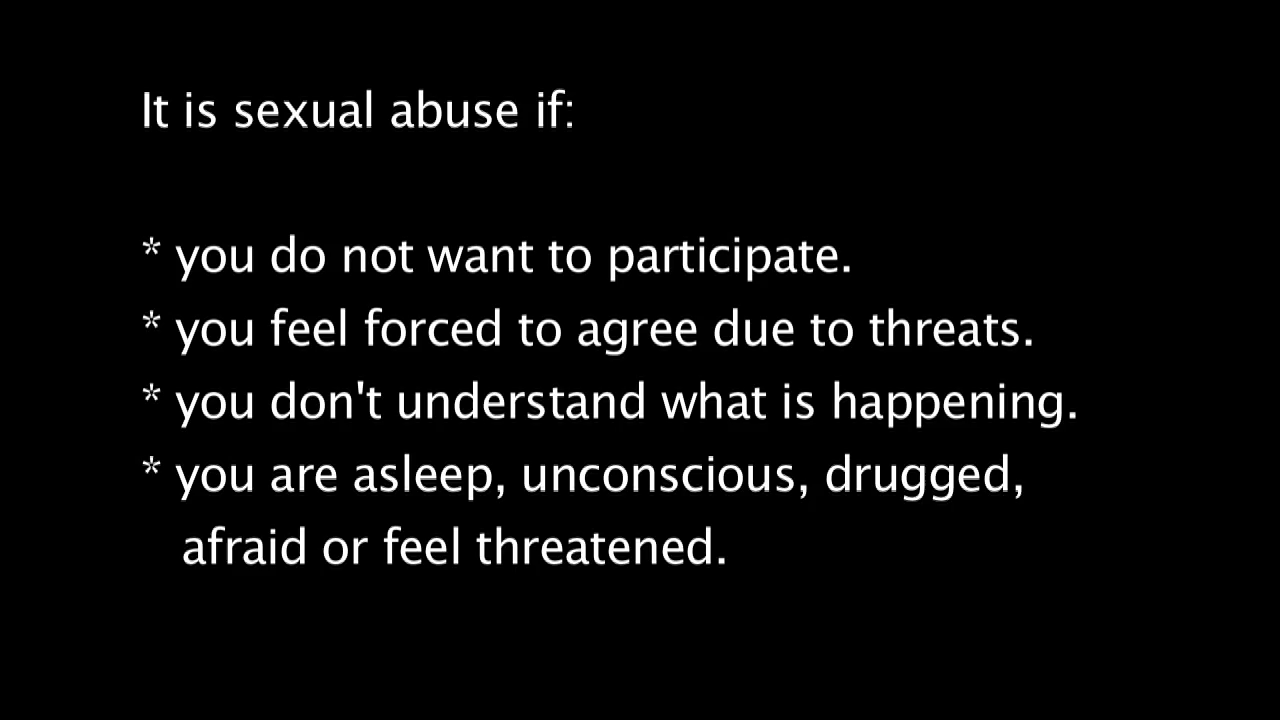 It is sexual abuse if:
* you do not want to participate.
* you feel forced to agree due to threats.
* you don't understand what is happening.
* you are asleep, unconscious, drugged,
afraid or feel threatened.